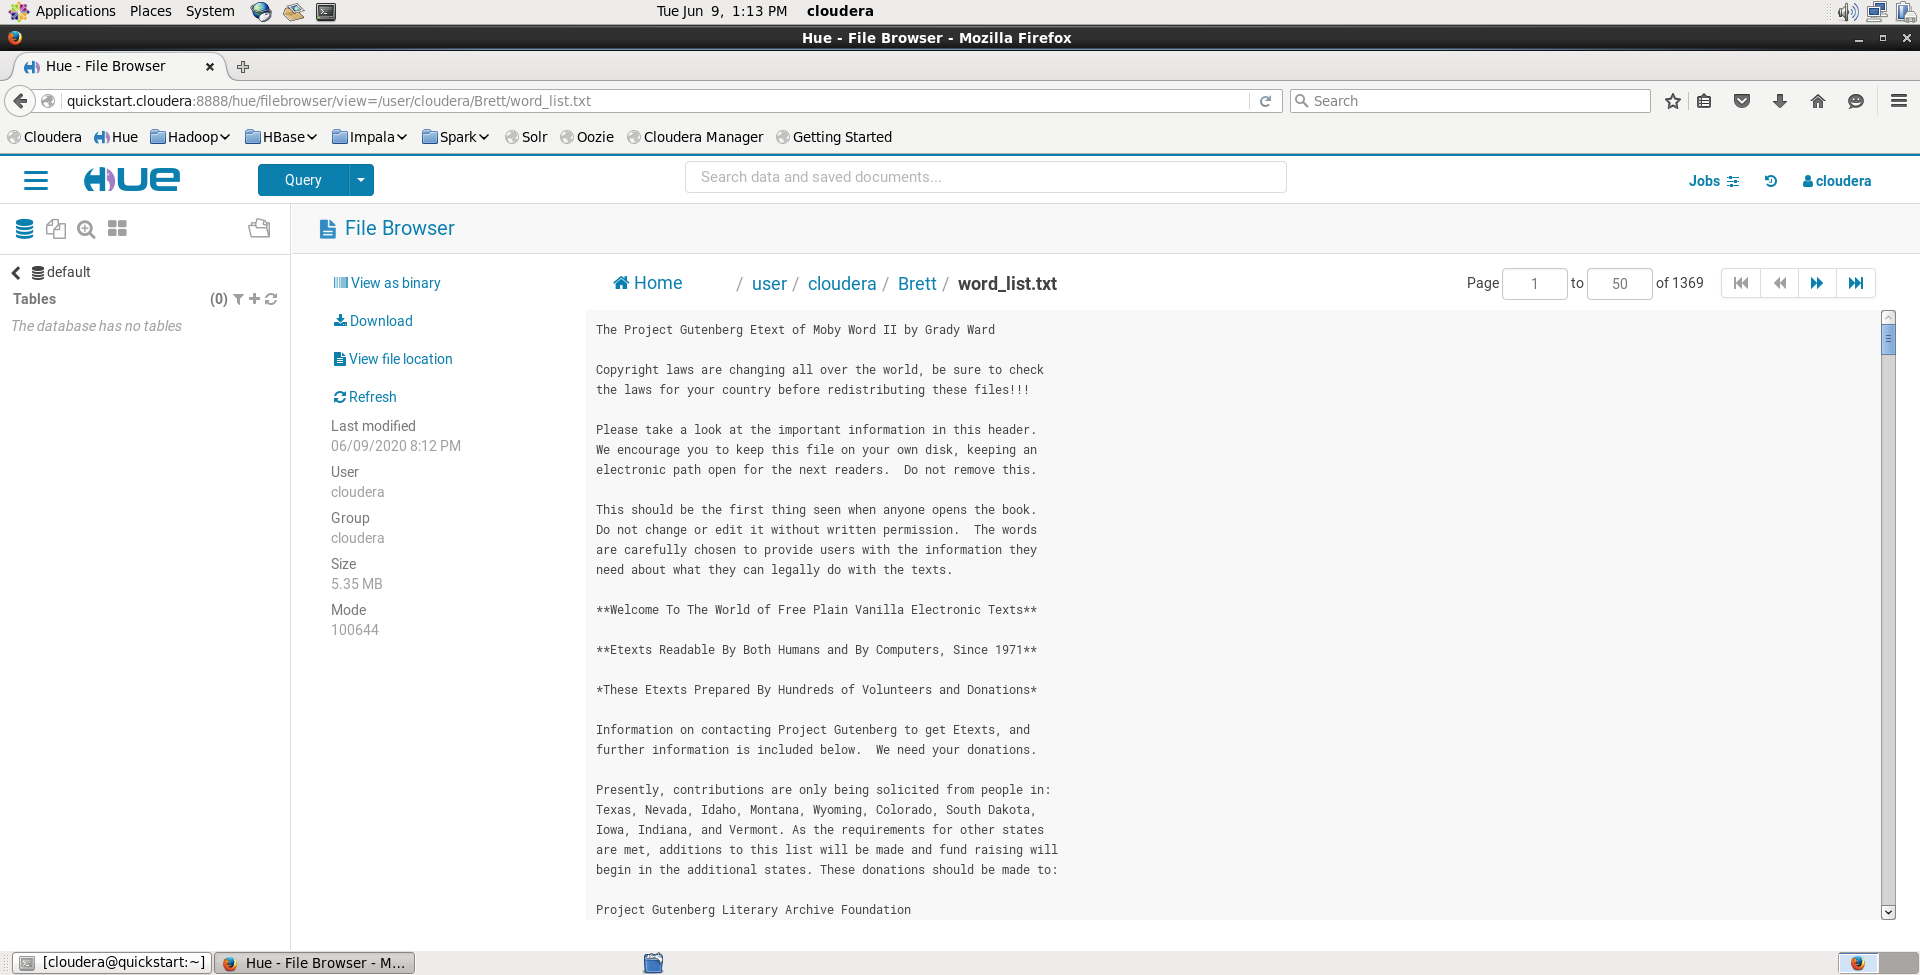 Applications Places System Tue Jun 9, 1:13 PM cloudera
Hue - File Browser - Mozilla Firefox
Hue - File Browser
quickstart.cloudera:8888/hue/filebrowser/view=/user/cloudera/Brett/word_list.txt
Search
Cloudera Hue Hadoop HBase Impala Spark Solr Oozie Cloudera Manager Getting Started
HUE Query Search data and saved documents... Jobs cloudera
File Browser
default
Tables (0)
The database has no tables
View as binary
Download
View file location
Refresh
Last modified
06/09/2020 8:12 PM
User
cloudera
Group
cloudera
Size
5.35 MB
Mode
100644
Home / user / cloudera / Brett / word_list.txt
Page 1 to 50 of 1369
The Project Gutenberg Etext of Moby Word II by Grady Ward
Copyright laws are changing all over the world, be sure to check
the laws for your country before redistributing these files!!!
Please take a look at the important information in this header.
We encourage you to keep this file on your own disk, keeping an
electronic path open for the next readers.  Do not remove this.
This should be the first thing seen when anyone opens the book.
Do not change or edit it without written permission.  The words
are carefully chosen to provide users with the information they
need about what they can legally do with the texts.
**Welcome To The World of Free Plain Vanilla Electronic Texts**
**Etexts Readable By Both Humans and By Computers, Since 1971**
*These Etexts Prepared By Hundreds of Volunteers and Donations*
Information on contacting Project Gutenberg to get Etexts, and
further information is included below.  We need your donations.
Presently, contributions are only being solicited from people in:
Texas, Nevada, Idaho, Montana, Wyoming, Colorado, South Dakota,
Iowa, Indiana, and Vermont. As the requirements for other states
are met, additions to this list will be made and fund raising will
begin in the additional states. These donations should be made to:
Project Gutenberg Literary Archive Foundation
[cloudera@quickstart:~] Hue - File Browser - M...